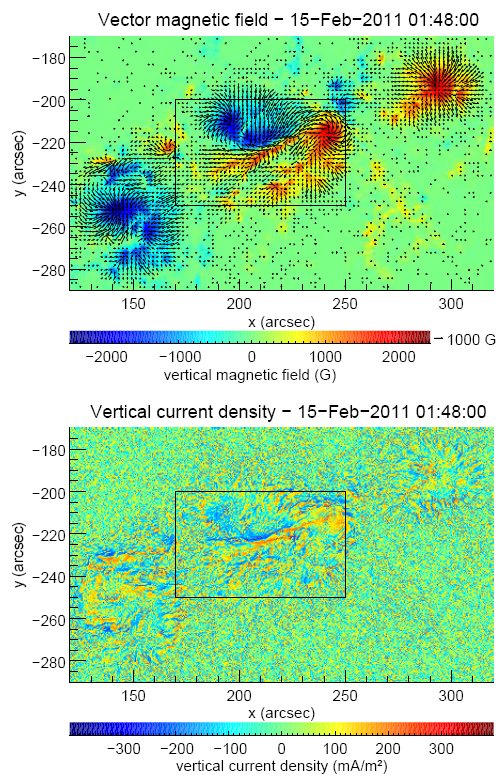 Vector magnetic field − 15−Feb−2011 01:48:00
−180
−200
−220
−240
−260
−280
y (arcsec)
150 200 250 300
x (arcsec)
1000 G
−2000 −1000 0 1000 2000
vertical magnetic field (G)
Vertical current density − 15−Feb−2011 01:48:00
−180
−200
−220
−240
−260
−280
y (arcsec)
150 200 250 300
x (arcsec)
−300 −200 −100 0 100 200 300
vertical current density (mA/m²)